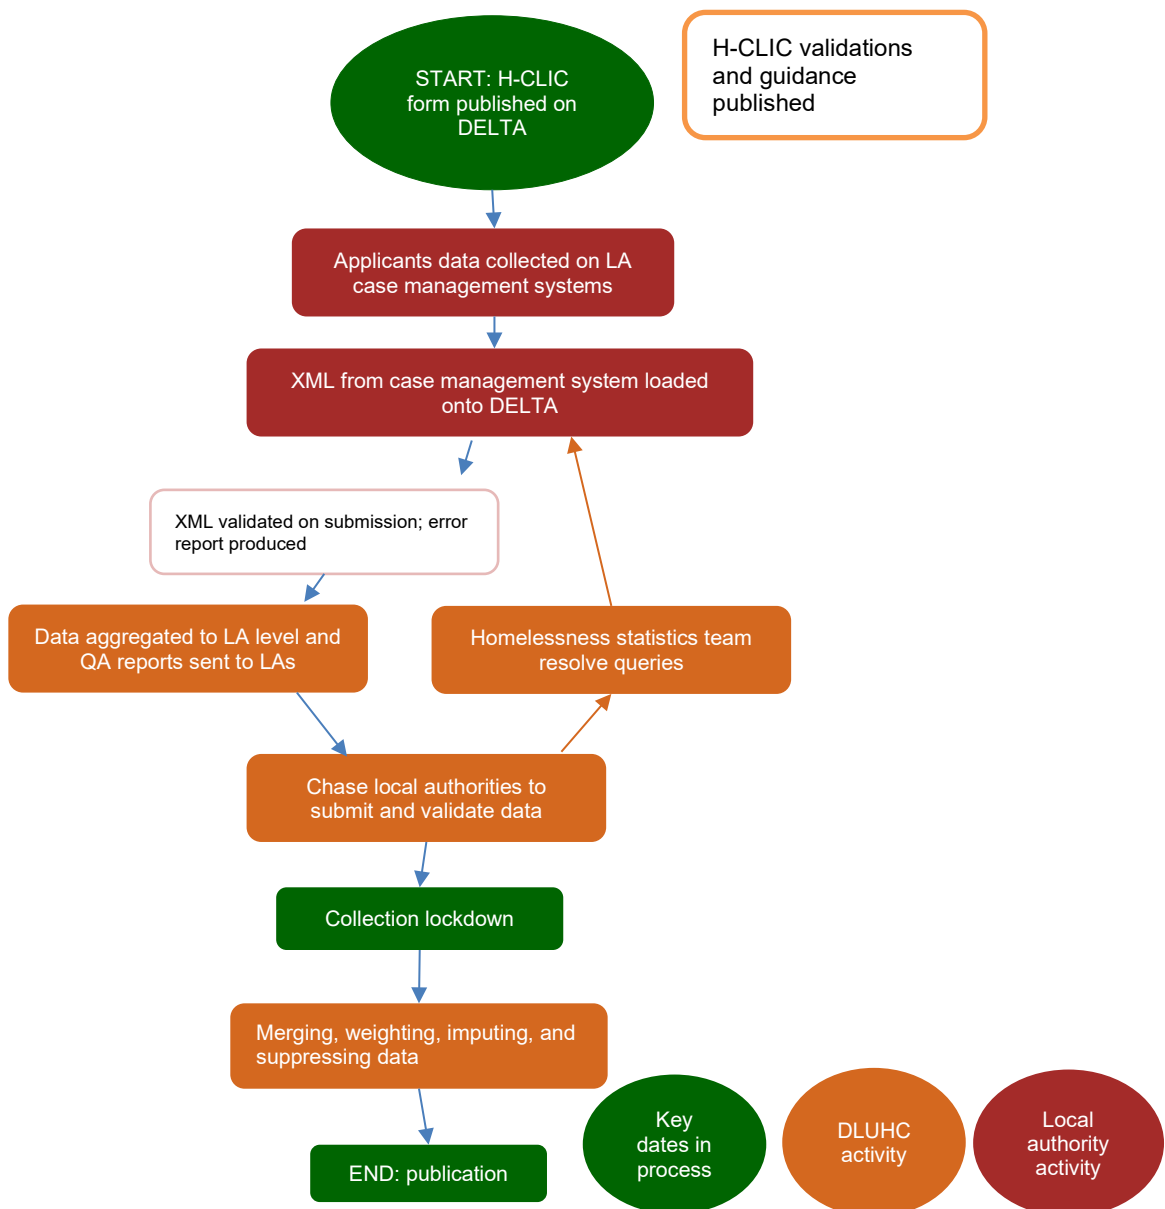 START: H-CLIC
form published on
DELTA
H-CLIC validations
and guidance
published
Applicants data collected on LA
case management systems
XML from case management system loaded
onto DELTA
XML validated on submission; error
report produced
Data aggregated to LA level and
QA reports sent to LAs
Homelessness statistics team
resolve queries
Chase local authorities to
submit and validate data
Collection lockdown
Merging, weighting, imputing, and
suppressing data
END: publication
Key
dates in
process
DLUHC
activity
Local
authority
activity